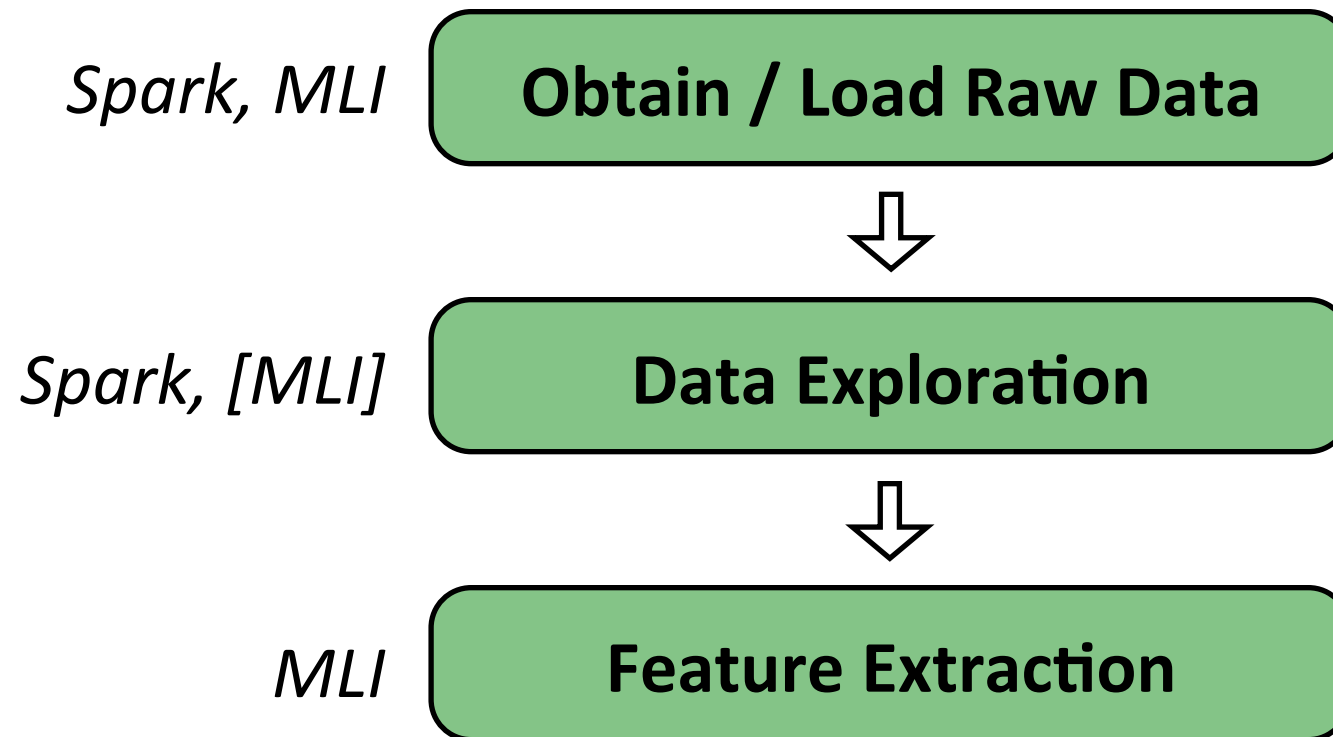 Spark, MLI
Obtain / Load Raw Data
Spark, [MLI]
Data Exploration
MLI
Feature Extraction